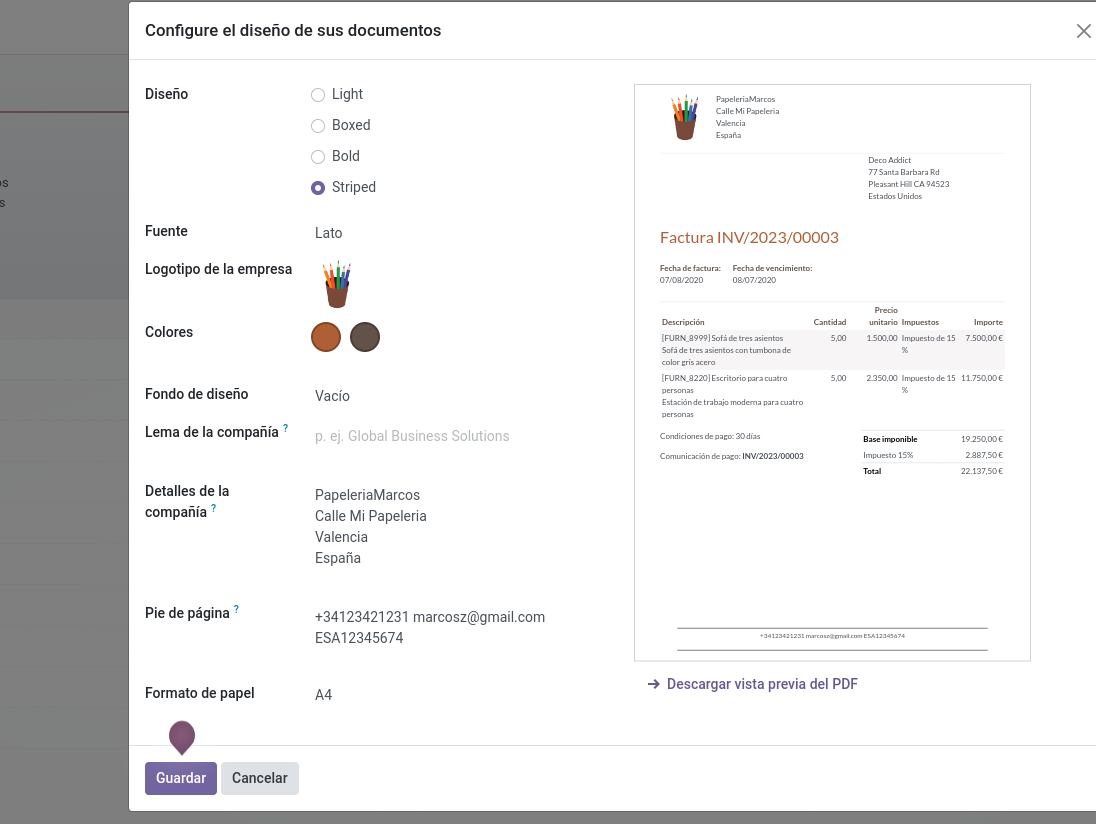 Configure el diseño de sus documentos
os
s
Diseño
Light
Boxed
Bold
Striped
Fuente
Lato
Logotipo de la empresa
Colores
Fondo de diseño
Vacío
Lema de la compañía ?
p. ej. Global Business Solutions
Detalles de la
compañía ?
PapeleriaMarcos
Calle Mi Papeleria
Valencia
España
Pie de página ?
+34123421231 marcosz@gmail.com
ESA12345674
Formato de papel
A4
PapeleriaMarcos
Calle Mi Papeleria
Valencia
España
Deco Addict
77 Santa Barbara Rd
Pleasant Hill CA 94523
Estados Unidos
Factura INV/2023/00003
Fecha de factura: Fecha de vencimiento:
07/08/2020 08/07/2020
Precio
Descripción Cantidad unitario Impuestos Importe
[FURN_8999] Sofá de tres asientos 5,00 1.500,00 Impuesto de 15 7.500,00 €
Sofá de tres asientos con tumbona de %
color gris acero
[FURN_8220] Escritorio para cuatro 5,00 2.350,00 Impuesto de 15 11.750,00 €
personas %
Estación de trabajo moderna para cuatro
personas
Condiciones de pago: 30 días
Comunicación de pago: INV/2023/00003
Base imponible 19.250,00 €
Impuesto 15% 2.887,50 €
Total 22.137,50 €
+34123421231 marcosz@gmail.com ESA12345674
Descargar vista previa del PDF
Guardar Cancelar